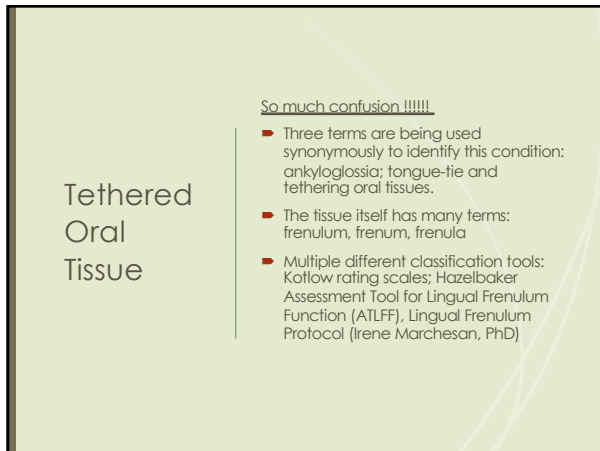 Tethered
Oral
Tissue
So much confusion !!!!!!
Three terms are being used
synonymously to identify this condition:
ankyloglossia; tongue-tie and
tethering oral tissues.
The tissue itself has many terms:
frenulum, frenum, frenula
Multiple different classification tools:
Kotlow rating scales; Hazelbaker
Assessment Tool for Lingual Frenulum
Function (ATLFF), Lingual Frenulum
Protocol (Irene Marchesan, PhD)